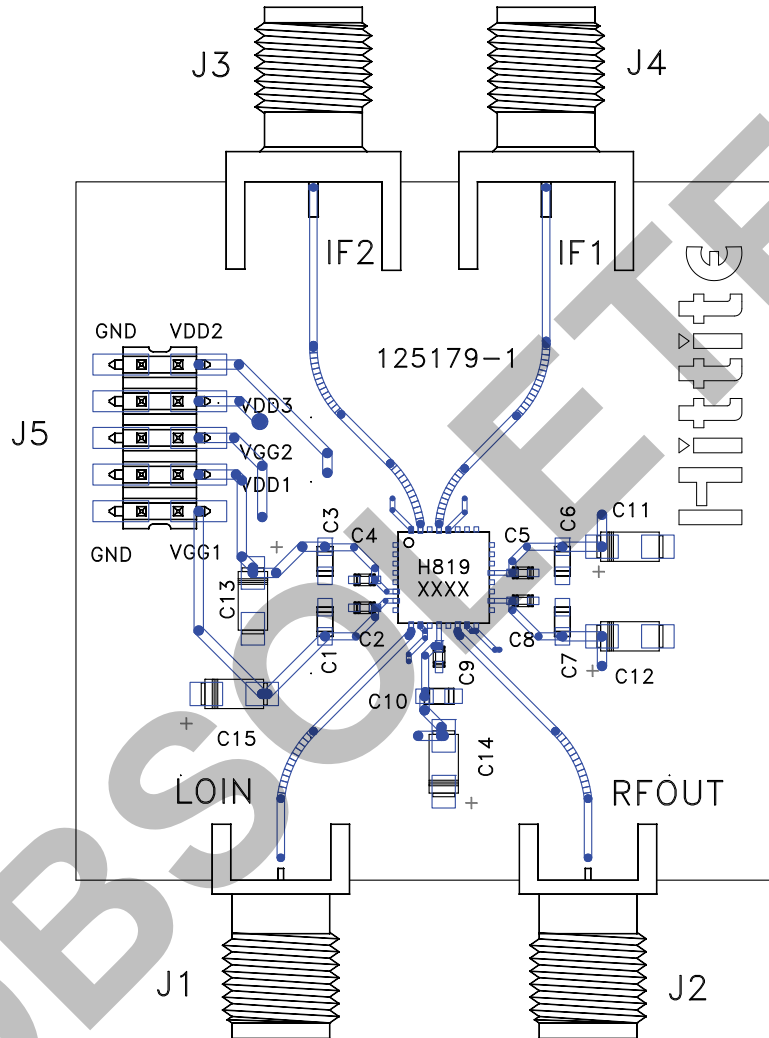 J3
J4
IF2
IF1
Hittite
GND
VDD2
125179-1
J5
VDD3
VGG2
VDD1
GND
VGG1
C3
C4
C5
C6
C11
H819
XXXX
C13
C1
C2
C8
C7
C12
C9
C10
C15
C14
LOIN
RFOUT
J1
J2
OBSOLETE